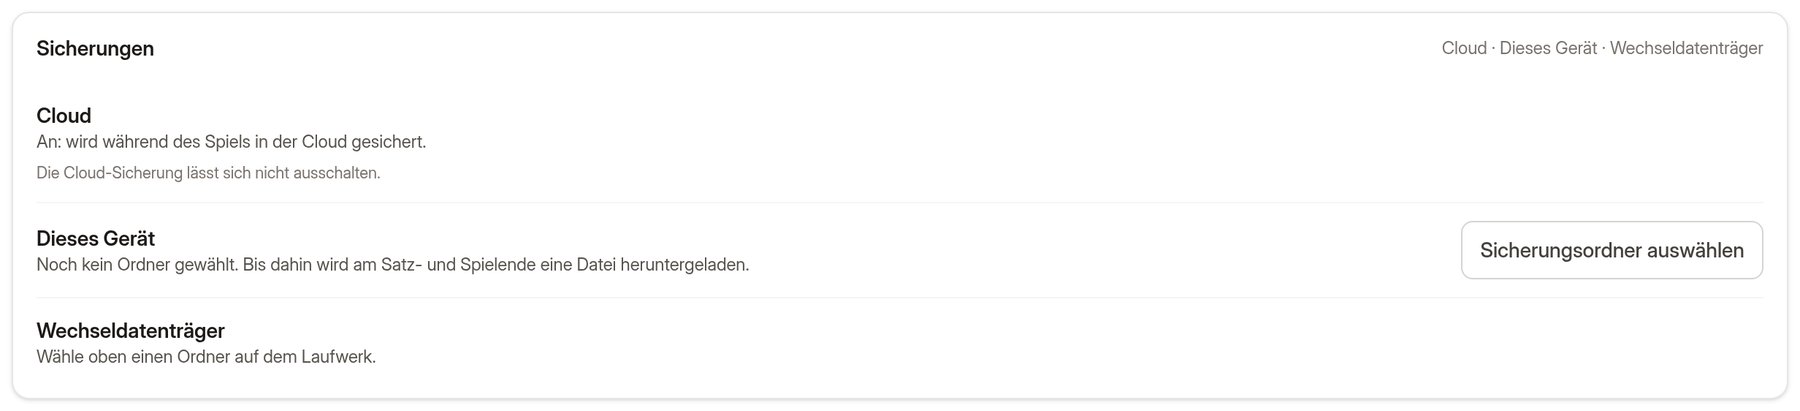 Sicherungen
Cloud · Dieses Gerät · Wechseldatenträger
Cloud
An: wird während des Spiels in der Cloud gesichert.
Die Cloud-Sicherung lässt sich nicht ausschalten.
Dieses Gerät
Noch kein Ordner gewählt. Bis dahin wird am Satz- und Spielende eine Datei heruntergeladen.
Sicherungsordner auswählen
Wechseldatenträger
Wähle oben einen Ordner auf dem Laufwerk.